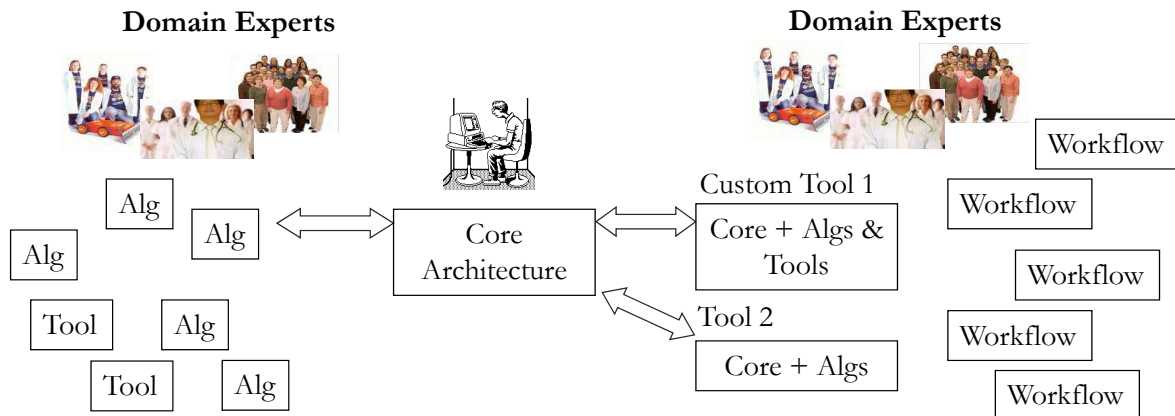 Domain Experts
Alg
Alg
Alg
Tool
Alg
Tool
Alg
Core
Architecture
Domain Experts
Custom Tool 1
Core + Algs &
Tools
Tool 2
Core + Algs
Workflow
Workflow
Workflow
Workflow
Workflow